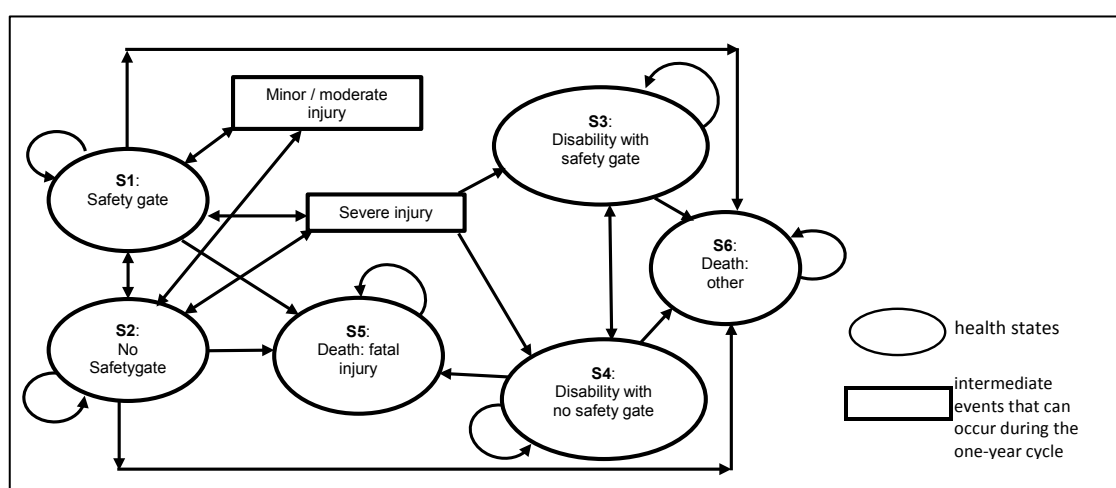 Minor / moderate
injury
S1:
Safety gate
S3:
Disability with
safety gate
Severe injury
S6:
Death:
other
S2:
No
Safetygate
S5:
Death: fatal
injury
S4:
Disability with
no safety gate
health states
intermediate
events that can
occur during the
one-year cycle